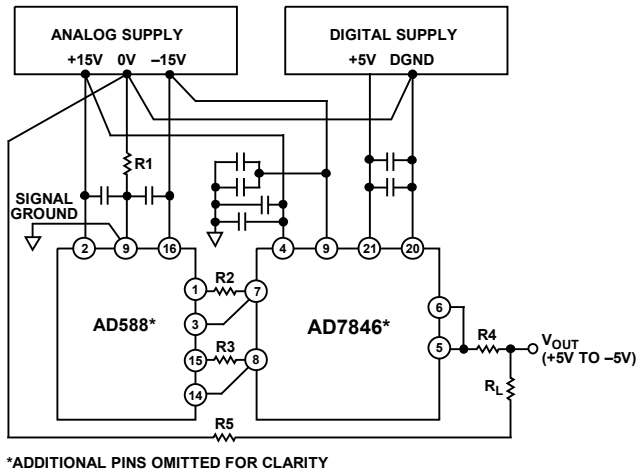 ANALOG SUPPLY
+15V 0V –15V
DIGITAL SUPPLY
+5V DGND
R1
SIGNAL
GROUND
2 9 16
4 9 21 20
1 R2 7
3
AD588*
AD7846*
6
15 R3 8
5 R4 VOUT
(+5V TO –5V)
14
RL
R5
*ADDITIONAL PINS OMITTED FOR CLARITY